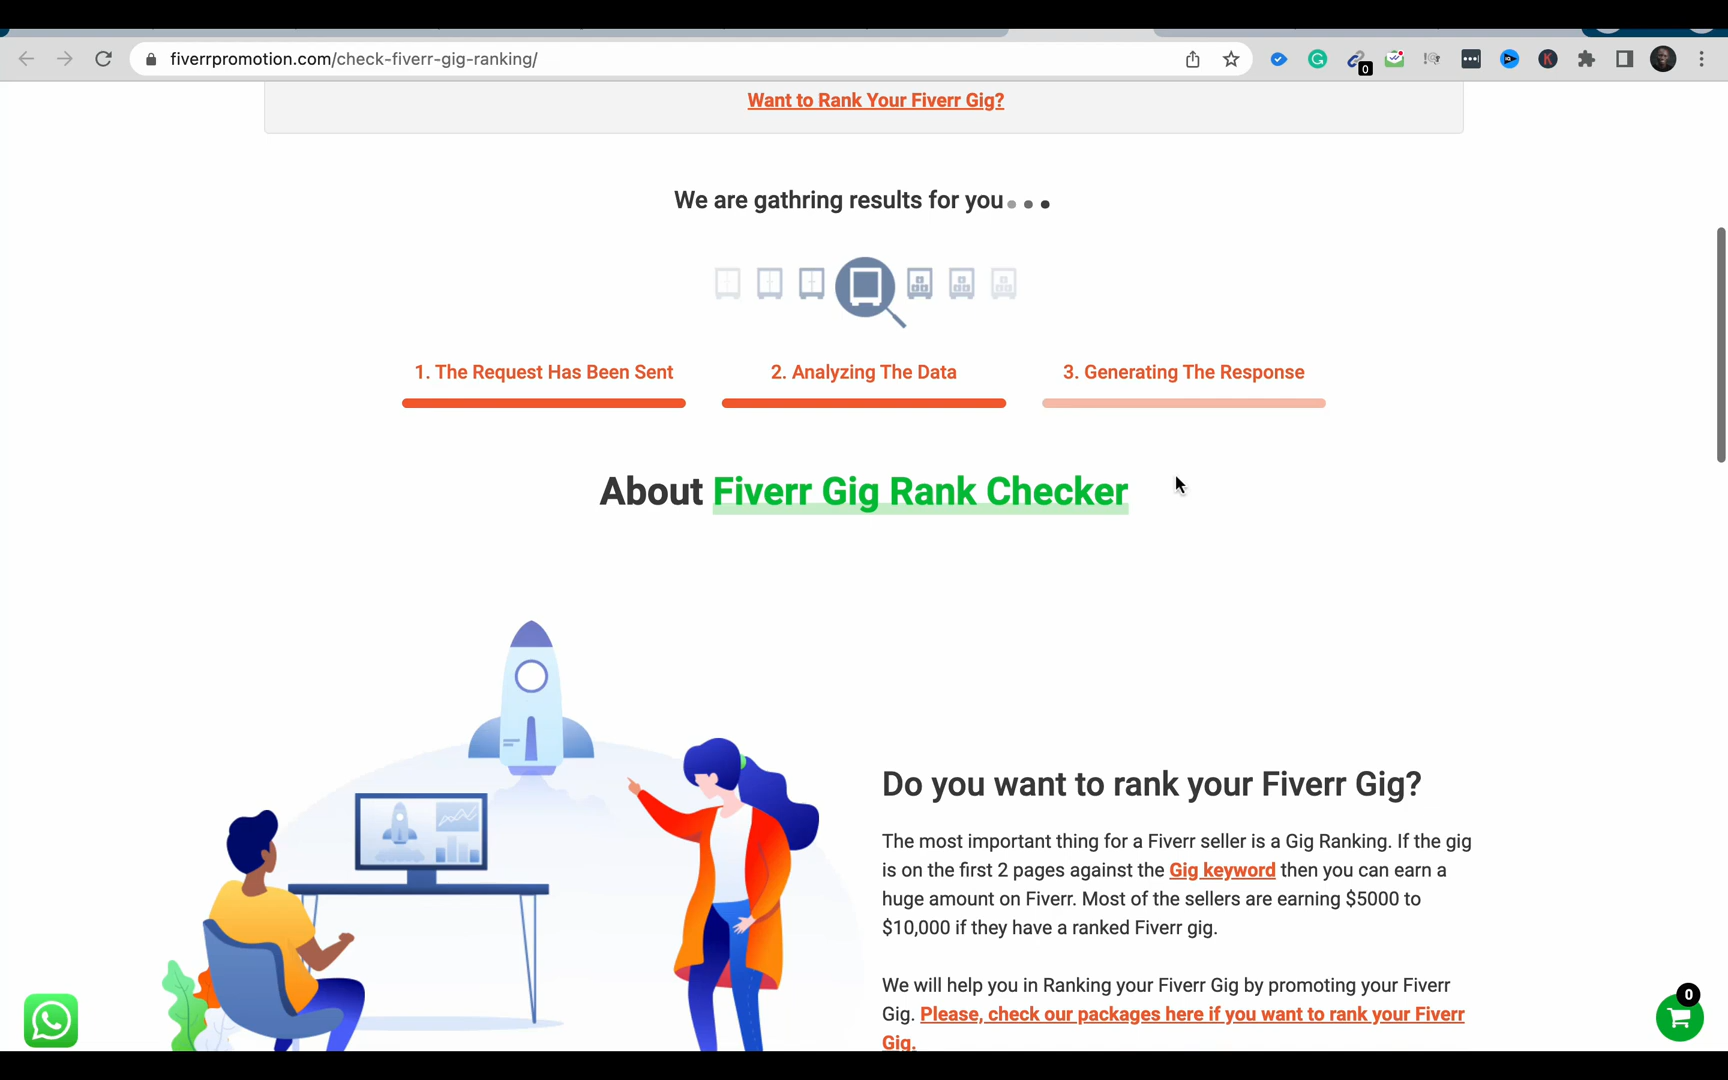 fiverrpromotion.com/check-fiverr-gig-ranking/
0
Want to Rank Your Fiverr Gig?
We are gathring results for you...
1. The Request Has Been Sent
2. Analyzing The Data
3. Generating The Response
About Fiverr Gig Rank Checker
Do you want to rank your Fiverr Gig?
The most important thing for a Fiverr seller is a Gig Ranking. If the gig
is on the first 2 pages against the Gig keyword then you can earn a
huge amount on Fiverr. Most of the sellers are earning $5000 to
$10,000 if they have a ranked Fiverr gig.
We will help you in Ranking your Fiverr Gig by promoting your Fiverr
Gig. Please, check our packages here if you want to rank your Fiverr
Gig.
0